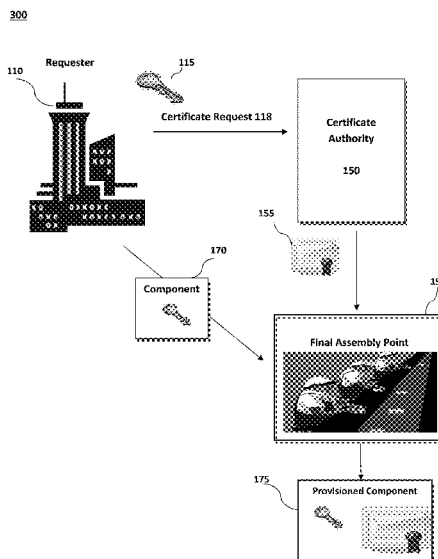 300
Requester
110
115
Certificate Request 118
Certificate
Authority
150
155
170
Component
Final Assembly Point
175
Provisioned Component